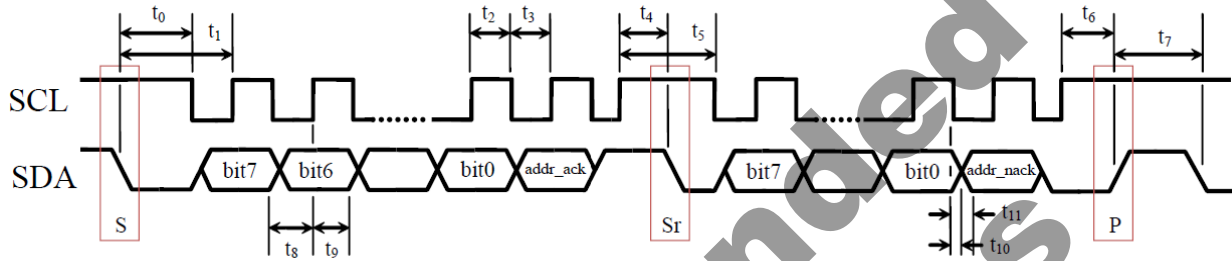 t0 t2 t3 t4 t6
t1 t5 t7
SCL
SDA bit7 bit6 bit0 addr_ack bit7 bit0 addr_nack
S Sr t11 P
t8 t9 t10
nded
s